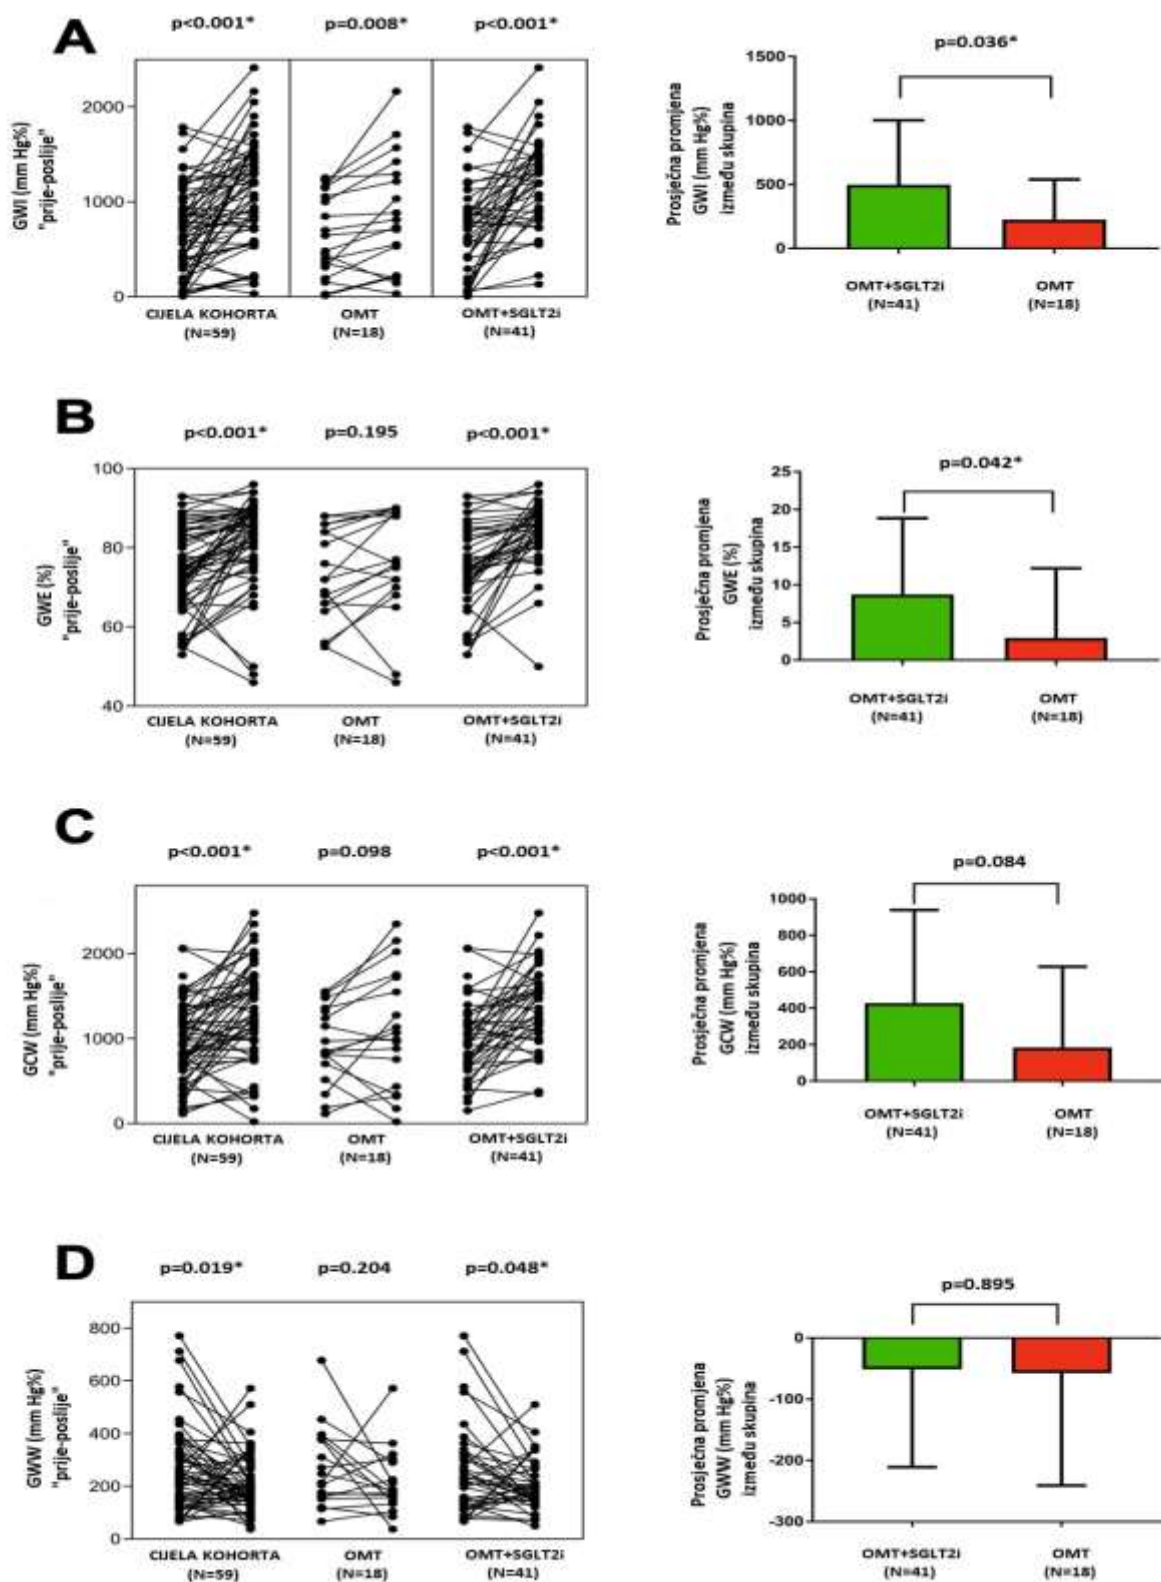 A
p<0.001*
p=0.008*
p<0.001*
GWI (mm Hg%)
"prije-poslije"
2000
1000
0
CIJELA KOHORTA
(N=59)
OMT
(N=18)
OMT+SGLT2i
(N=41)
p=0.036*
Prosječna promjena
GWI (mm Hg%)
između skupina
1500
1000
500
0
OMT+SGLT2i
(N=41)
OMT
(N=18)
B
p<0.001*
p=0.195
p<0.001*
GWE (%)
"prije-poslije"
100
80
60
40
CIJELA KOHORTA
(N=59)
OMT
(N=18)
OMT+SGLT2i
(N=41)
p=0.042*
Prosječna promjena
GWE (%)
između skupina
25
20
15
10
5
0
OMT+SGLT2i
(N=41)
OMT
(N=18)
C
p<0.001*
p=0.098
p<0.001*
GCW (mm Hg%)
"prije-poslije"
2000
1000
0
CIJELA KOHORTA
(N=59)
OMT
(N=18)
OMT+SGLT2i
(N=41)
p=0.084
Prosječna promjena
GCW (mm Hg%)
između skupina
1000
800
600
400
200
0
OMT+SGLT2i
(N=41)
OMT
(N=18)
D
p=0.019*
p=0.204
p=0.048*
GWW (mm Hg%)
"prije-poslije"
800
600
400
200
0
CIJELA KOHORTA
(N=59)
OMT
(N=18)
OMT+SGLT2i
(N=41)
p=0.895
Prosječna promjena
GWW (mm Hg%)
između skupina
0
-100
-200
-300
OMT+SGLT2i
(N=41)
OMT
(N=18)